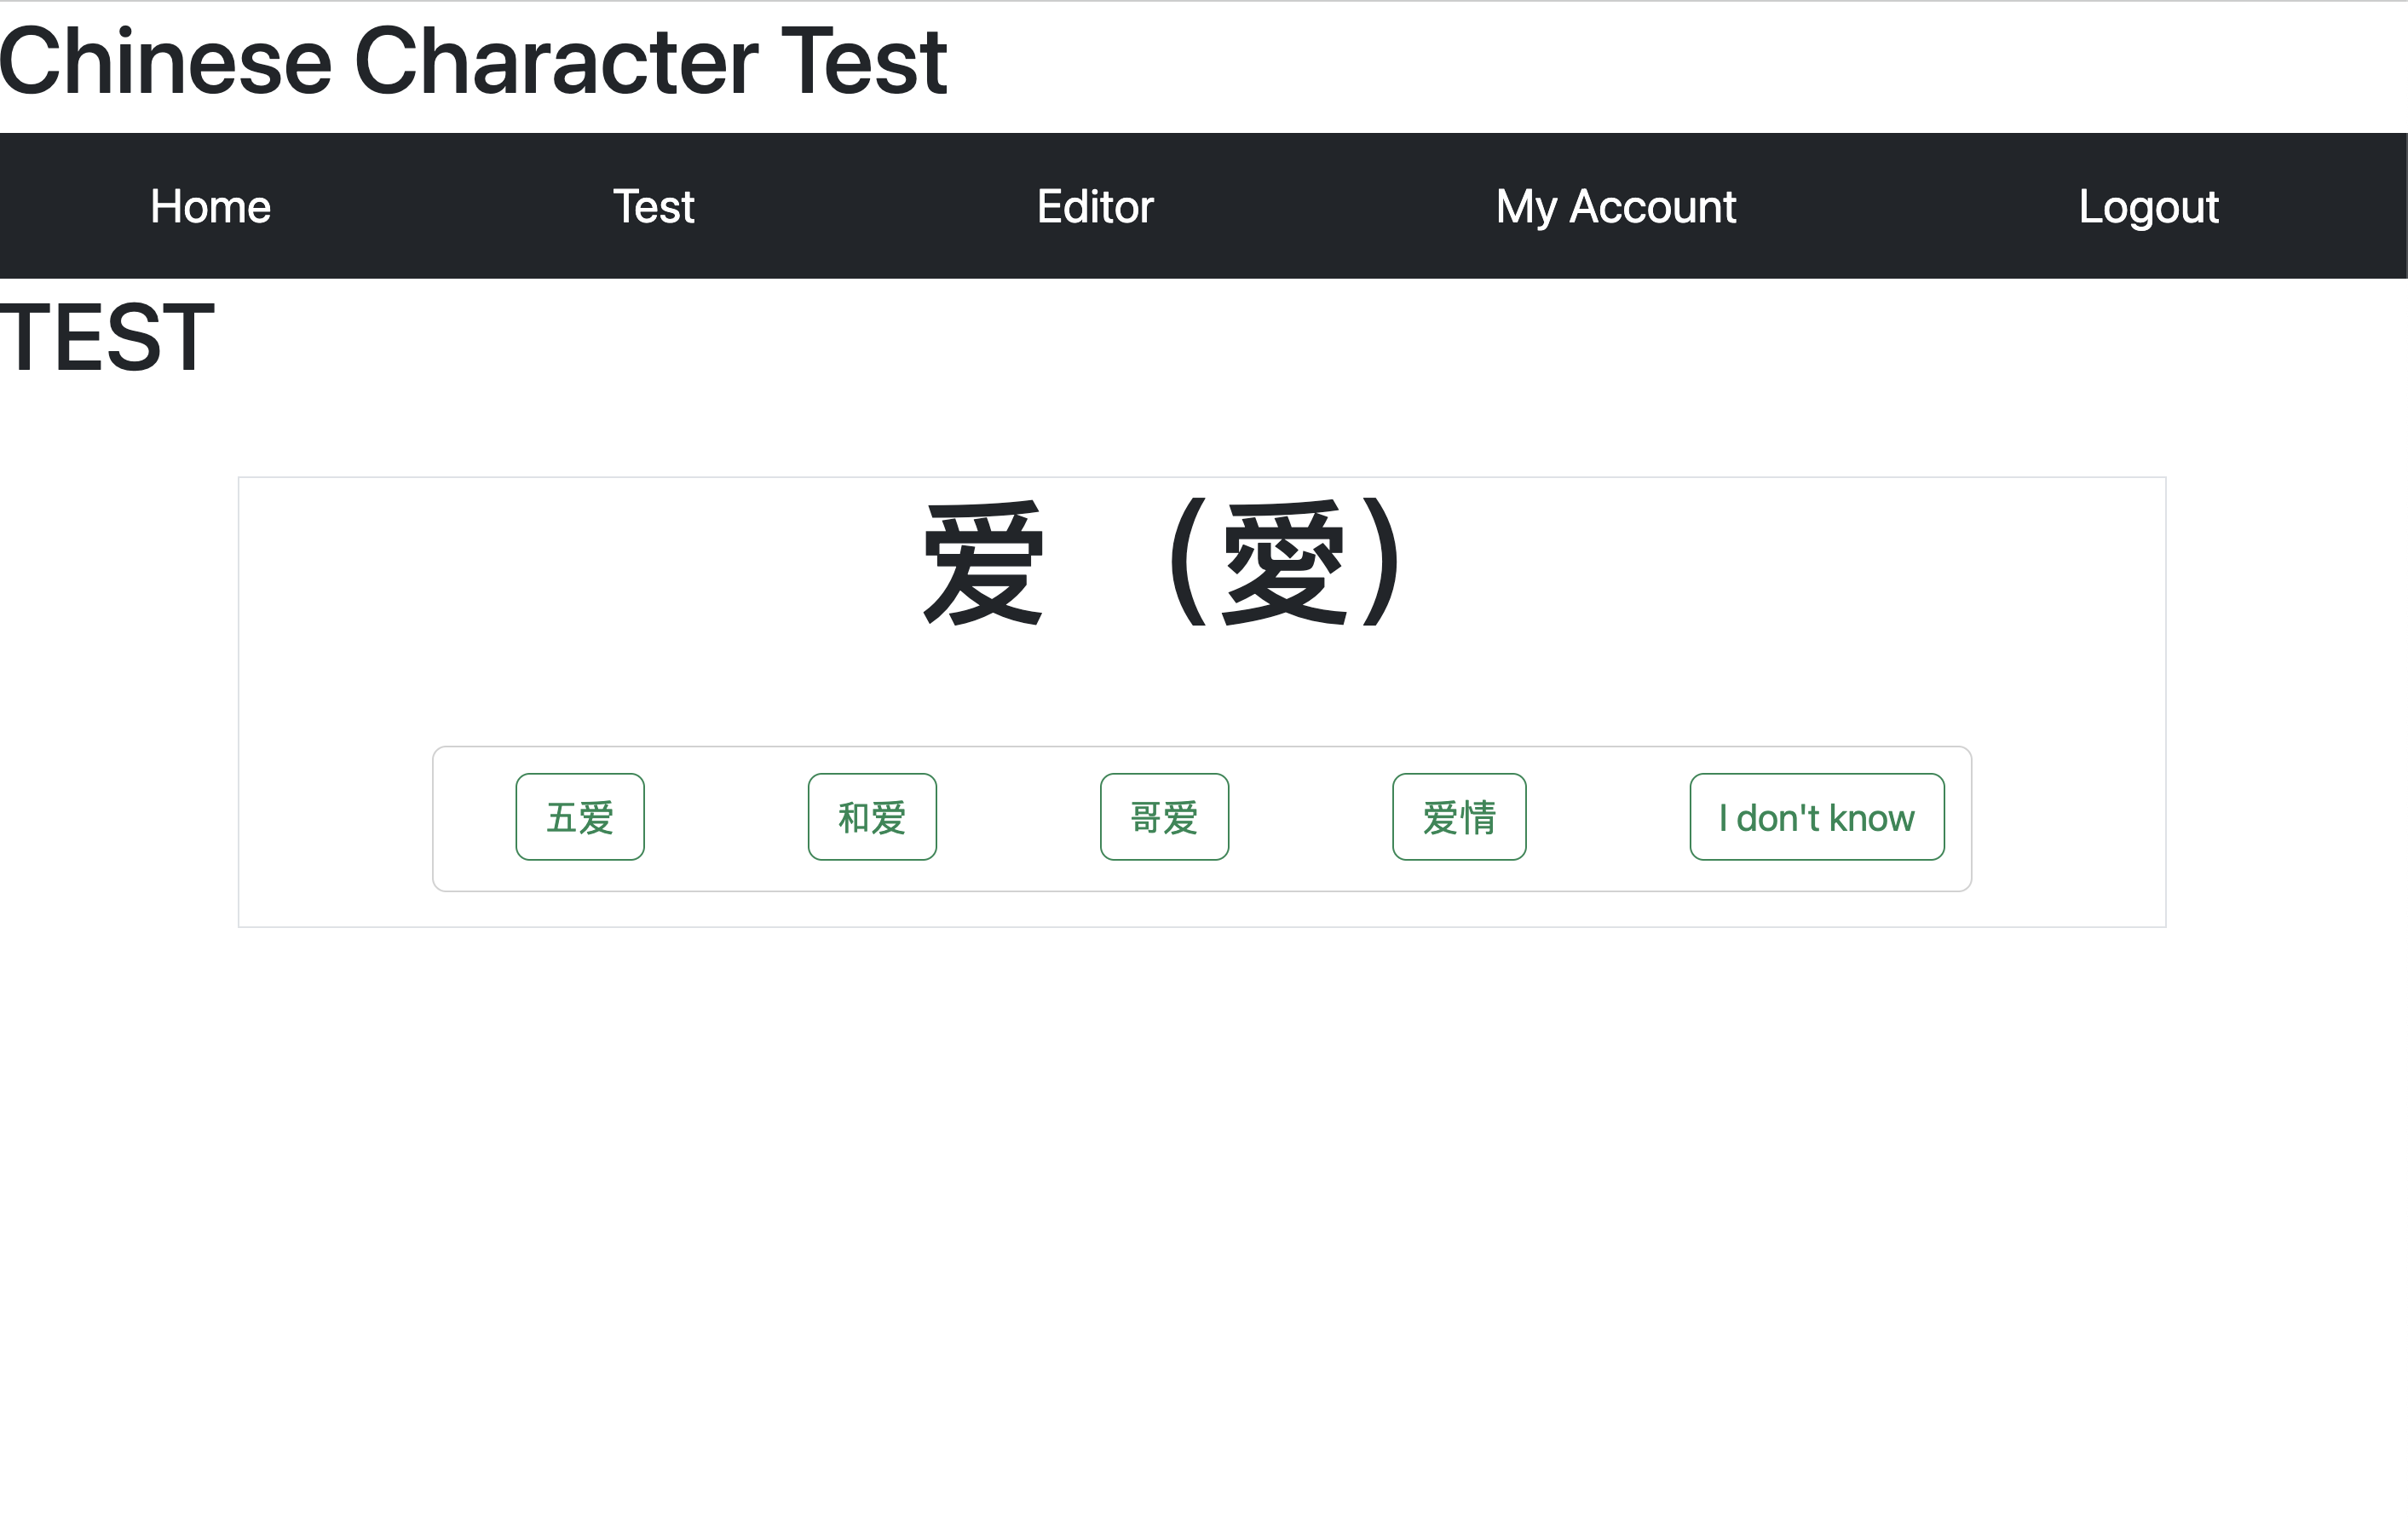 Chinese Character Test
Home Test Editor My Account Logout
TEST
爱 (愛)
五爱 和爱 哥爱 爱情 I don't know